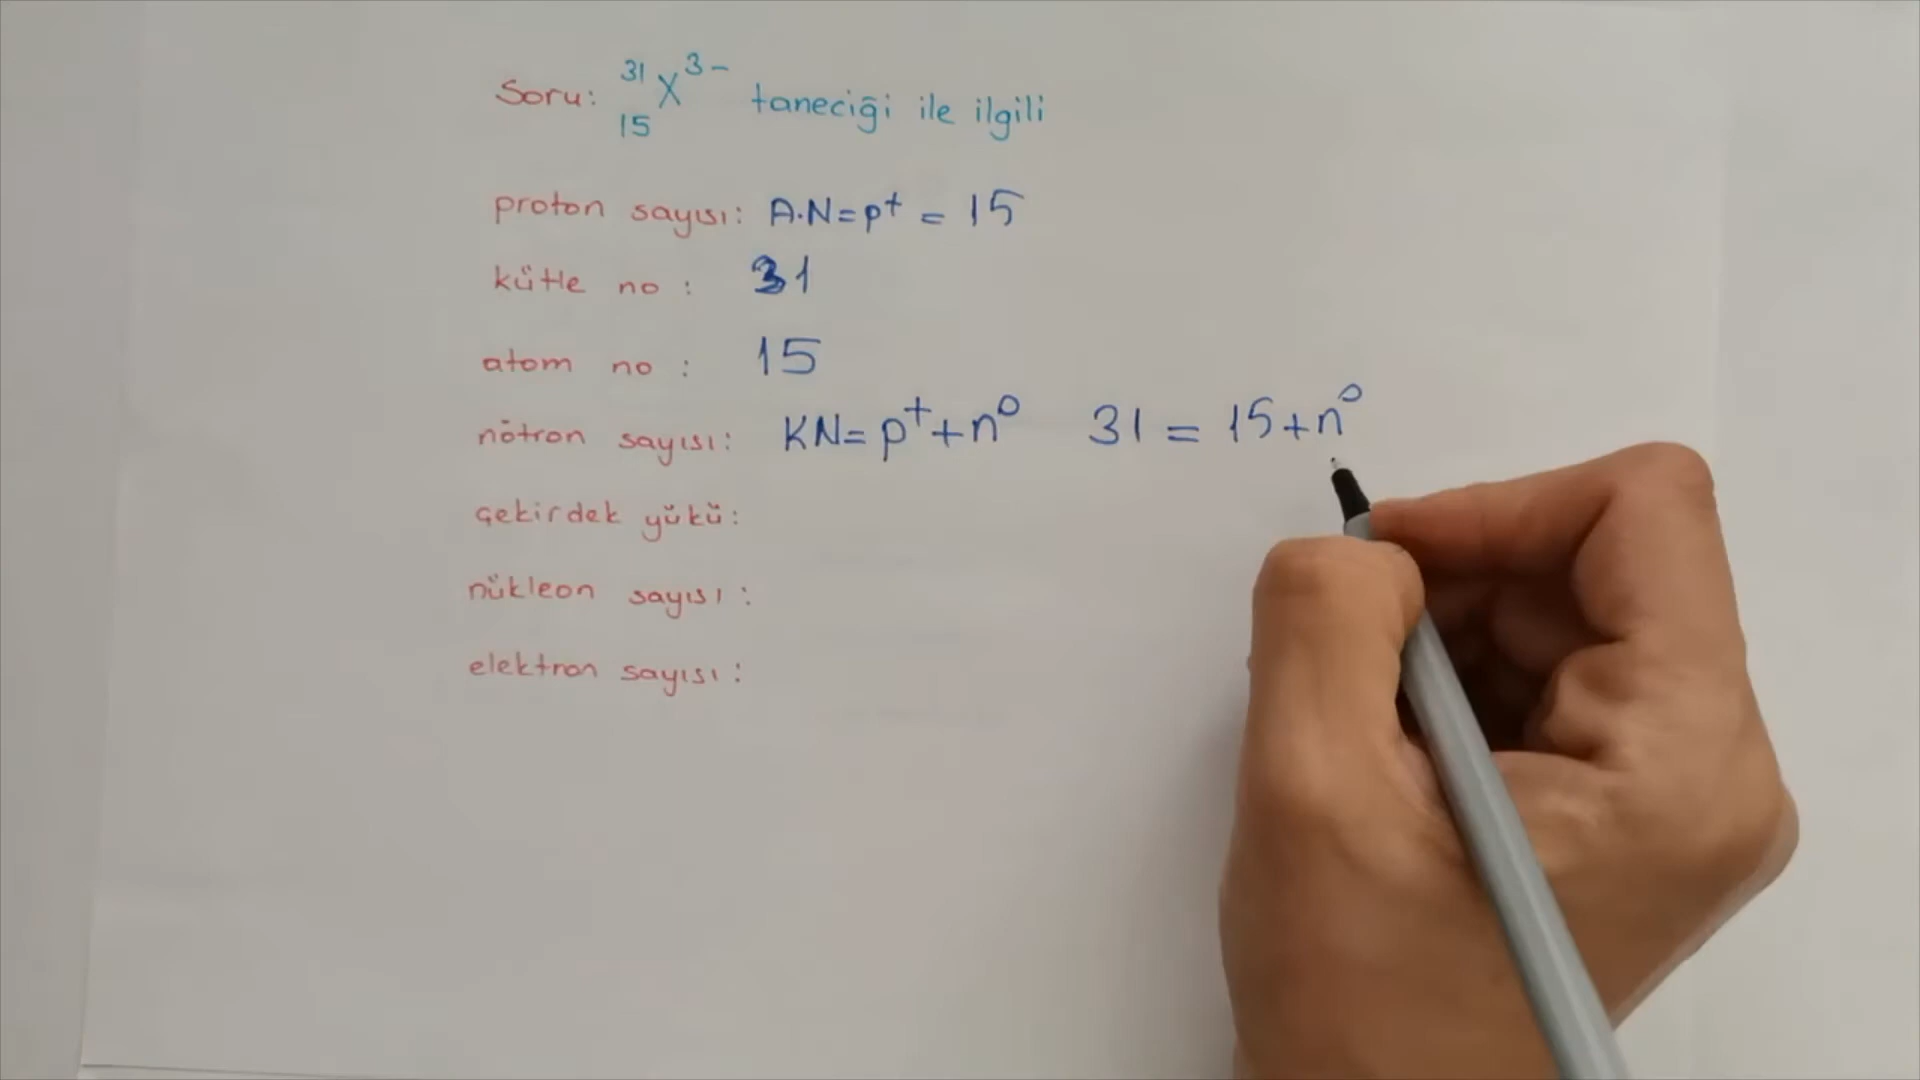 Soru: ³¹₁₅X³⁻ taneciği ile ilgili
proton sayısı: A.N=p⁺ = 15
kütle no : 31
atom no : 15
nötron sayısı: KN= p⁺+n⁰ 31 = 15+n⁰
çekirdek yükü:
nükleon sayısı :
elektron sayısı :